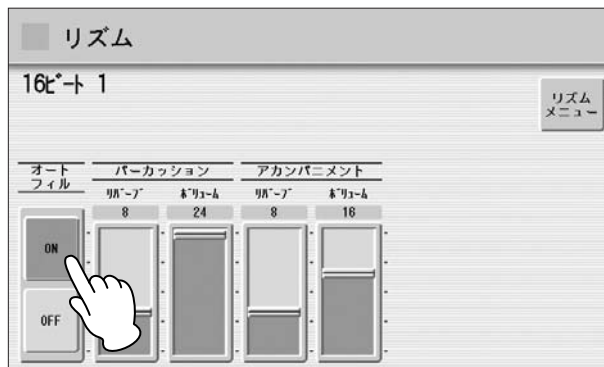 リズム
16ビート 1
リズム
メニュー
オート
フィル
パーカッション
アカンパニメント
リバーブ
ボリューム
リバーブ
ボリューム
8
24
8
16
ON
OFF